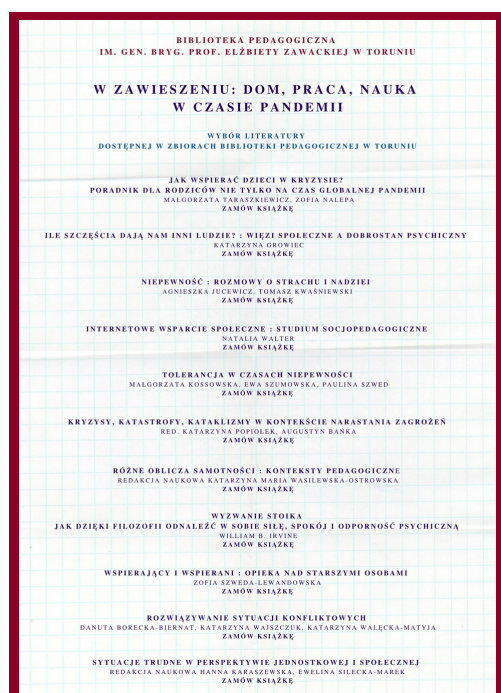 BIBLIOTEKA PEDAGOGICZNA
IM. GEN. BRYG. PROF. ELŻBIETY ZAWACKIEJ W TORUNIU
W ZAWIESZENIU: DOM, PRACA, NAUKA
W CZASIE PANDEMII
WYBÓR LITERATURY
DOSTĘPNEJ W ZBIORACH BIBLIOTEKI PEDAGOGICZNEJ W TORUNIU
JAK WSPIERAĆ DZIECI W KRYZYSIE?
PORADNIK DLA RODZICÓW NIE TYLKO NA CZAS GLOBALNEJ PANDEMII
MAŁGORZATA TARASZKIEWICZ, ZOFIA NALEPA
ZAMÓW KSIĄŻKĘ
ILE SZCZĘŚCIA DAJĄ NAM INNI LUDZIE? : WIĘZI SPOŁECZNE A DOBROSTAN PSYCHICZNY
KATARZYNA GROWIEC
ZAMÓW KSIĄŻKĘ
NIEPEWNOŚĆ : ROZMOWY O STRACHU I NADZIEI
AGNIESZKA JUCEWICZ, TOMASZ KWAŚNIEWSKI
ZAMÓW KSIĄŻKĘ
INTERNETOWE WSPARCIE SPOŁECZNE : STUDIUM SOCJOPEDAGOGICZNE
NATALIA WALTER
ZAMÓW KSIĄŻKĘ
TOLERANCJA W CZASACH NIEPEWNOŚCI
MAŁGORZATA KOSSOWSKA, EWA SZUMOWSKA, PAULINA SZWED
ZAMÓW KSIĄŻKĘ
KRYZYSY, KATASTROFY, KATAKLIZMY W KONTEKŚCIE NARASTANIA ZAGROŻEŃ
RED. KATARZYNA POPIOŁEK, AUGUSTYN BAŃKA
ZAMÓW KSIĄŻKĘ
RÓŻNE OBLICZA SAMOTNOŚCI : KONTEKSTY PEDAGOGICZNE
REDAKCJA NAUKOWA KATARZYNA MARIA WASILEWSKA-OSTROWSKA
ZAMÓW KSIĄŻKĘ
WYZWANIE STOIKA
JAK DZIĘKI FILOZOFII ODNALEŹĆ W SOBIE SIŁĘ, SPOKÓJ I ODPORNOŚĆ PSYCHICZNĄ
WILLIAM B. IRVINE
ZAMÓW KSIĄŻKĘ
WSPIERAJĄCY I WSPIERANI : OPIEKA NAD STARSZYMI OSOBAMI
ZOFIA SZWEDA-LEWANDOWSKA
ZAMÓW KSIĄŻKĘ
ROZWIĄZYWANIE SYTUACJI KONFLIKTOWYCH
DANUTA BORECKA-BIERNAT, KATARZYNA WAJSZCZUK, KATARZYNA WALĘCKA-MATYJA
ZAMÓW KSIĄŻKĘ
SYTUACJE TRUDNE W PERSPEKTYWIE JEDNOSTKOWEJ I SPOŁECZNEJ
REDAKCJA NAUKOWA HANNA KARASZEWSKA, EWELINA SILECKA-MAREK
ZAMÓW KSIĄŻKĘ